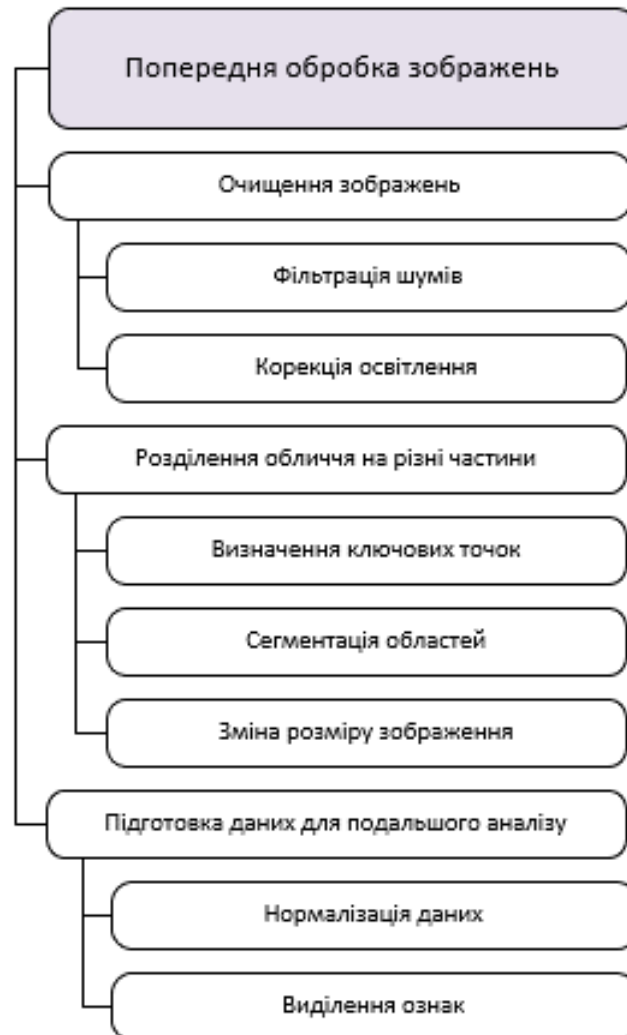 Попередня обробка зображень
Очищення зображень
Фільтрація шумів
Корекція освітлення
Розділення обличчя на різні частини
Визначення ключових точок
Сегментація областей
Зміна розміру зображення
Підготовка даних для подальшого аналізу
Нормалізація даних
Виділення ознак